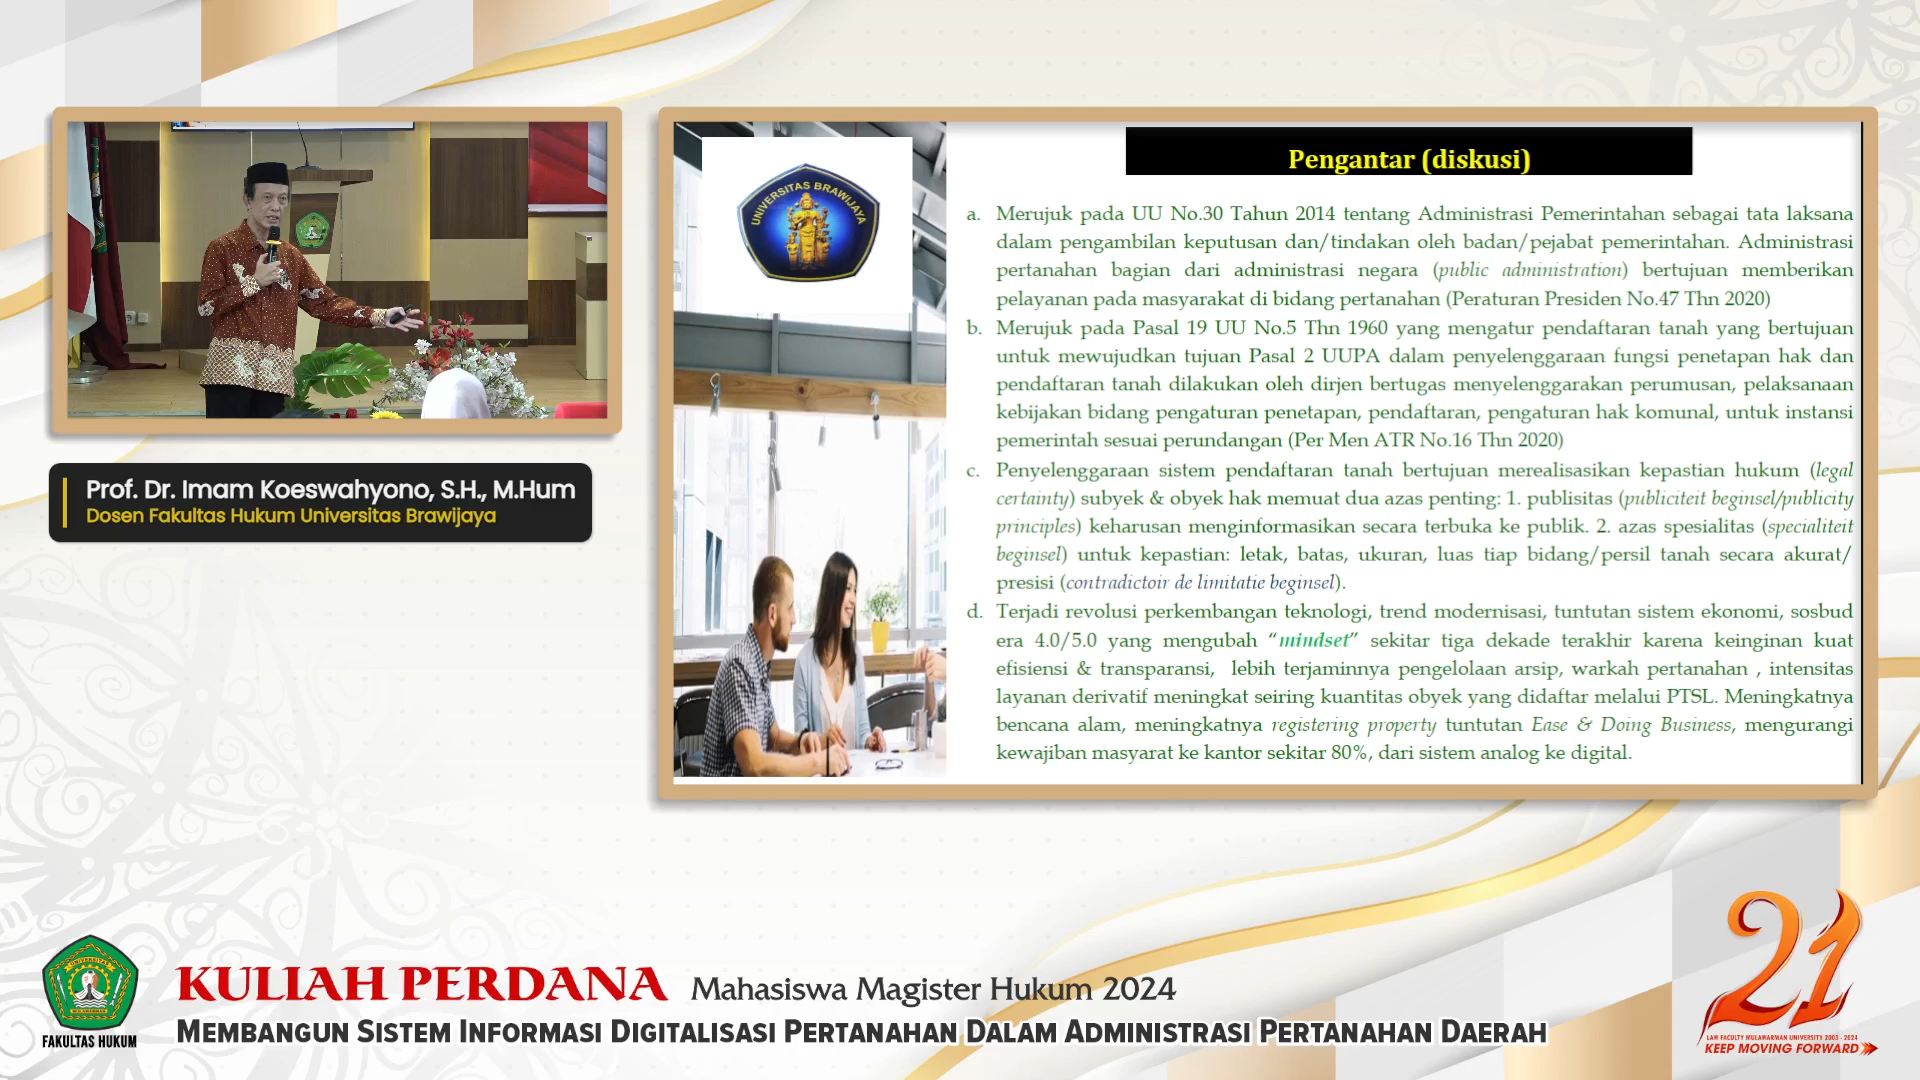 Prof. Dr. Imam Koeswahyono, S.H., M.Hum
Dosen Fakultas Hukum Universitas Brawijaya
UNIVERSITAS BRAWIJAYA
Pengantar (diskusi)
a. Merujuk pada UU No.30 Tahun 2014 tentang Administrasi Pemerintahan sebagai tata laksana
dalam pengambilan keputusan dan/tindakan oleh badan/pejabat pemerintahan. Administrasi
pertanahan bagian dari administrasi negara (public administration) bertujuan memberikan
pelayanan pada masyarakat di bidang pertanahan (Peraturan Presiden No.47 Thn 2020)
b. Merujuk pada Pasal 19 UU No.5 Thn 1960 yang mengatur pendaftaran tanah yang bertujuan
untuk mewujudkan tujuan Pasal 2 UUPA dalam penyelenggaraan fungsi penetapan hak dan
pendaftaran tanah dilakukan oleh dirjen bertugas menyelenggarakan perumusan, pelaksanaan
kebijakan bidang pengaturan penetapan, pendaftaran, pengaturan hak komunal, untuk instansi
pemerintah sesuai perundangan (Per Men ATR No.16 Thn 2020)
c. Penyelenggaraan sistem pendaftaran tanah bertujuan merealisasikan kepastian hukum (legal
certainty) subyek & obyek hak memuat dua azas penting: 1. publisitas (publiciteit beginsel/publicity
principles) keharusan menginformasikan secara terbuka ke publik. 2. azas spesialitas (specialiteit
beginsel) untuk kepastian: letak, batas, ukuran, luas tiap bidang/persil tanah secara akurat/
presisi (contradictoir de limitatie beginsel).
d. Terjadi revolusi perkembangan teknologi, trend modernisasi, tuntutan sistem ekonomi, sosbud
era 4.0/5.0 yang mengubah “mindset” sekitar tiga dekade terakhir karena keinginan kuat
efisiensi & transparansi, lebih terjaminnya pengelolaan arsip, warkah pertanahan , intensitas
layanan derivatif meningkat seiring kuantitas obyek yang didaftar melalui PTSL. Meningkatnya
bencana alam, meningkatnya registering property tuntutan Ease & Doing Business, mengurangi
kewajiban masyarat ke kantor sekitar 80%, dari sistem analog ke digital.
FAKULTAS HUKUM
KULIAH PERDANA Mahasiswa Magister Hukum 2024
MEMBANGUN SISTEM INFORMASI DIGITALISASI PERTANAHAN DALAM ADMINISTRASI PERTANAHAN DAERAH
21
LAW FACULTY MULAWARMAN UNIVERSITY 2003 - 2024
KEEP MOVING FORWARD